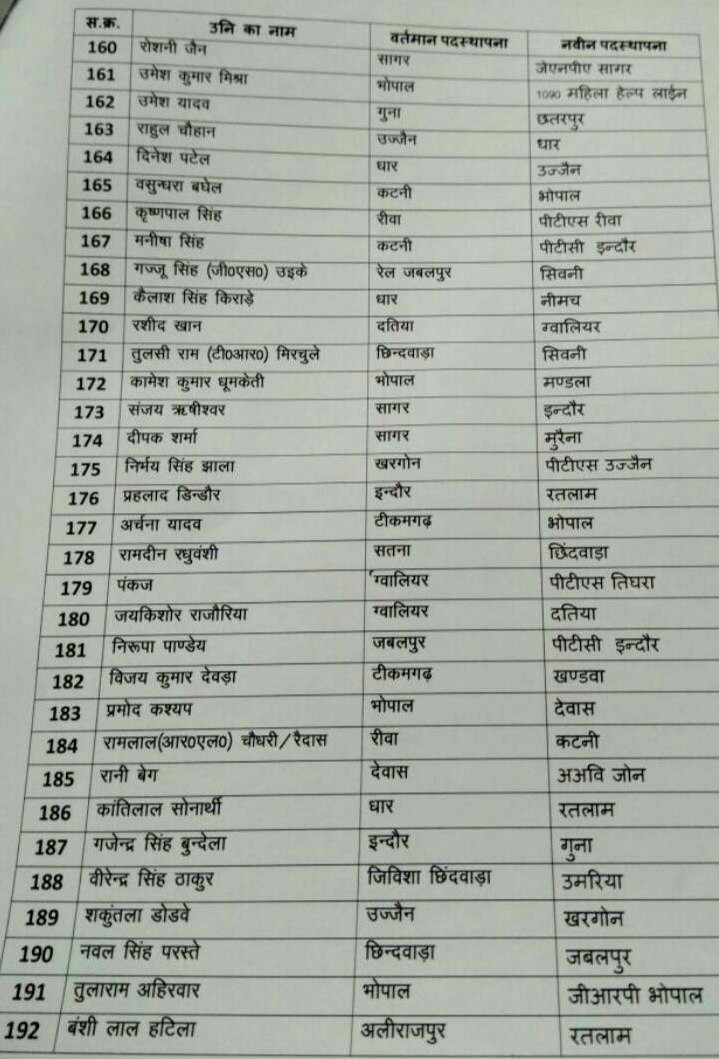 स.क्र. उनि का नाम वर्तमान पदस्थापना नवीन पदस्थापना
160 रोशनी जैन सागर जेएनपीए सागर
161 उमेश कुमार मिश्रा भोपाल 1090 महिला हेल्प लाईन
162 उमेश यादव गुना छतरपुर
163 राहुल चौहान उज्जैन धार
164 दिनेश पटेल धार उज्जैन
165 वसुन्धरा बघेल कटनी भोपाल
166 कृष्णपाल सिंह रीवा पीटीएस रीवा
167 मनीषा सिंह कटनी पीटीसी इन्दौर
168 गज्जू सिंह (जी0एस0) उइके रेल जबलपुर सिवनी
169 कैलाश सिंह किराड़े धार नीमच
170 रशीद खान दतिया ग्वालियर
171 तुलसी राम (टी0आर0) मिरचुले छिन्दवाड़ा सिवनी
172 कामेश कुमार धूमकेती भोपाल मण्डला
173 संजय ऋषीश्वर सागर इन्दौर
174 दीपक शर्मा सागर मुरैना
175 निर्भय सिंह झाला खरगोन पीटीएस उज्जैन
176 प्रहलाद डिन्डौर इन्दौर रतलाम
177 अर्चना यादव टीकमगढ़ भोपाल
178 रामदीन रघुवंशी सतना छिंदवाड़ा
179 पंकज ग्वालियर पीटीएस तिघरा
180 जयकिशोर राजौरिया ग्वालियर दतिया
181 निरूपा पाण्डेय जबलपुर पीटीसी इन्दौर
182 विजय कुमार देवड़ा टीकमगढ़ खण्डवा
183 प्रमोद कश्यप भोपाल देवास
184 रामलाल(आर0एल0) चौधरी/रैदास रीवा कटनी
185 रानी बेग देवास अअवि जोन
186 कांतिलाल सोनार्थी धार रतलाम
187 गजेन्द्र सिंह बुन्देला इन्दौर गुना
188 वीरेन्द्र सिंह ठाकुर जिविशा छिंदवाड़ा उमरिया
189 शकुंतला डोडवे उज्जैन खरगोन
190 नवल सिंह परस्ते छिन्दवाड़ा जबलपुर
191 तुलाराम अहिरवार भोपाल जीआरपी भोपाल
192 बंशी लाल हटिला अलीराजपुर रतलाम